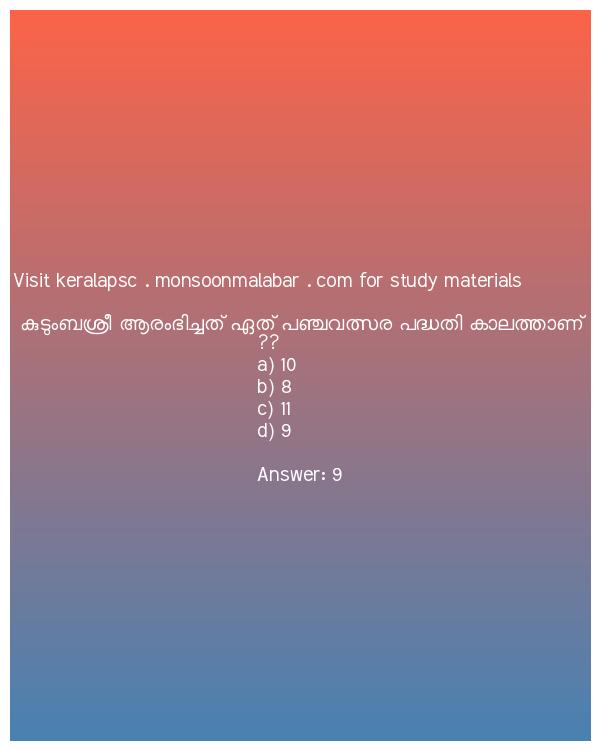 Visit keralapsc . monsoonmalabar . com for study materials
കുടുംബശ്രീ ആരംഭിച്ചത് ഏത് പഞ്ചവത്സര പദ്ധതി കാലത്താണ്
??
a) 10
b) 8
c) 11
d) 9
Answer: 9